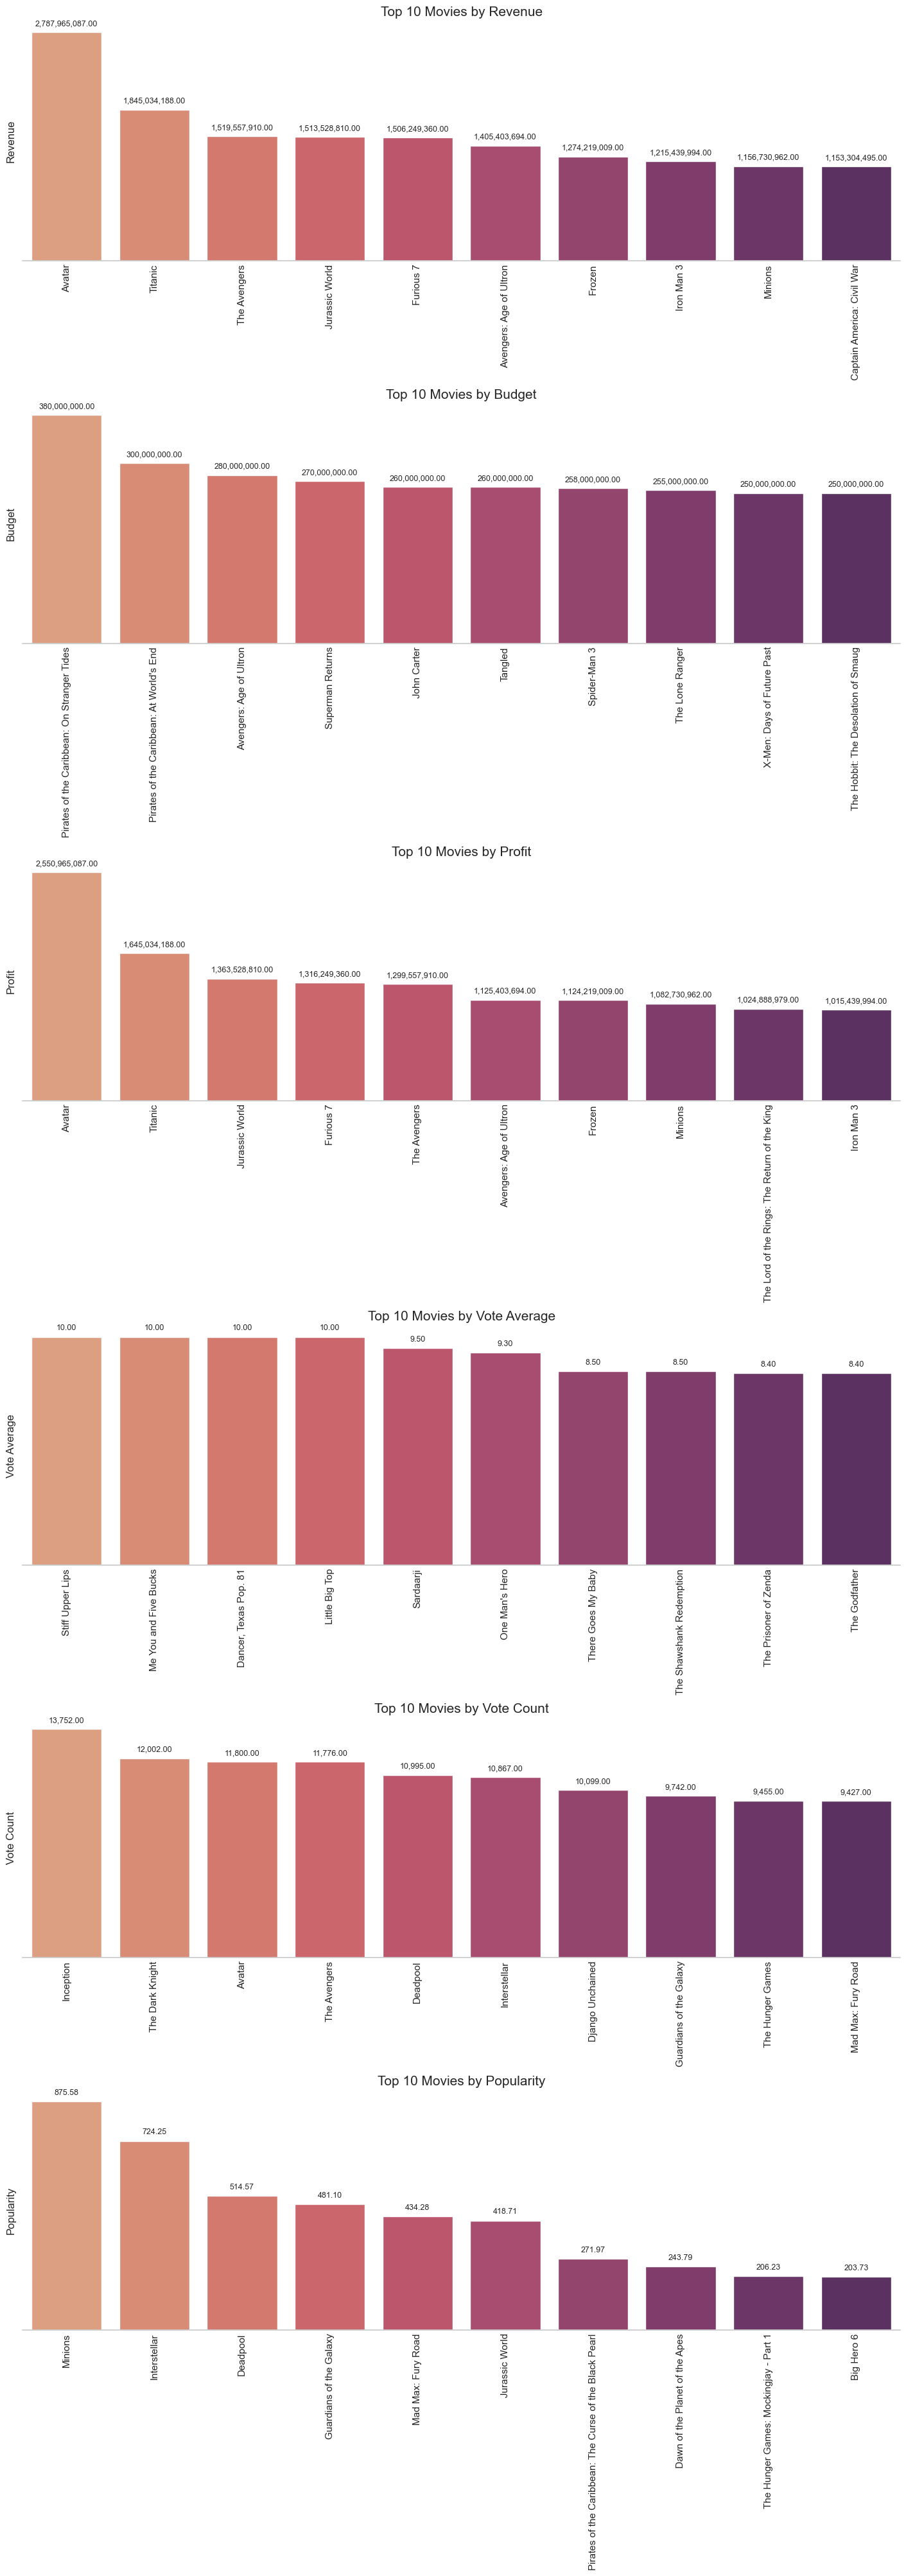 Top 10 Movies by Revenue
2,787,965,087.00
1,845,034,188.00
1,519,557,910.00
1,513,528,810.00
1,506,249,360.00
1,405,403,694.00
1,274,219,009.00
1,215,439,994.00
1,156,730,962.00
1,153,304,495.00
Revenue
Avatar
Titanic
The Avengers
Jurassic World
Furious 7
Avengers: Age of Ultron
Frozen
Iron Man 3
Minions
Captain America: Civil War
Top 10 Movies by Budget
380,000,000.00
300,000,000.00
280,000,000.00
270,000,000.00
260,000,000.00
260,000,000.00
258,000,000.00
255,000,000.00
250,000,000.00
250,000,000.00
Budget
Pirates of the Caribbean: On Stranger Tides
Pirates of the Caribbean: At World's End
Avengers: Age of Ultron
Superman Returns
John Carter
Tangled
Spider-Man 3
The Lone Ranger
X-Men: Days of Future Past
The Hobbit: The Desolation of Smaug
Top 10 Movies by Profit
2,550,965,087.00
1,645,034,188.00
1,363,528,810.00
1,316,249,360.00
1,299,557,910.00
1,125,403,694.00
1,124,219,009.00
1,082,730,962.00
1,024,888,979.00
1,015,439,994.00
Profit
Avatar
Titanic
Jurassic World
Furious 7
The Avengers
Avengers: Age of Ultron
Frozen
Minions
The Lord of the Rings: The Return of the King
Iron Man 3
Top 10 Movies by Vote Average
10.00
10.00
10.00
10.00
9.50
9.30
8.50
8.50
8.40
8.40
Vote Average
Stiff Upper Lips
Me You and Five Bucks
Dancer, Texas Pop. 81
Little Big Top
Sardaarji
One Man's Hero
There Goes My Baby
The Shawshank Redemption
The Prisoner of Zenda
The Godfather
Top 10 Movies by Vote Count
13,752.00
12,002.00
11,800.00
11,776.00
10,995.00
10,867.00
10,099.00
9,742.00
9,455.00
9,427.00
Vote Count
Inception
The Dark Knight
Avatar
The Avengers
Deadpool
Interstellar
Django Unchained
Guardians of the Galaxy
The Hunger Games
Mad Max: Fury Road
Top 10 Movies by Popularity
875.58
724.25
514.57
481.10
434.28
418.71
271.97
243.79
206.23
203.73
Popularity
Minions
Interstellar
Deadpool
Guardians of the Galaxy
Mad Max: Fury Road
Jurassic World
Pirates of the Caribbean: The Curse of the Black Pearl
Dawn of the Planet of the Apes
The Hunger Games: Mockingjay - Part 1
Big Hero 6